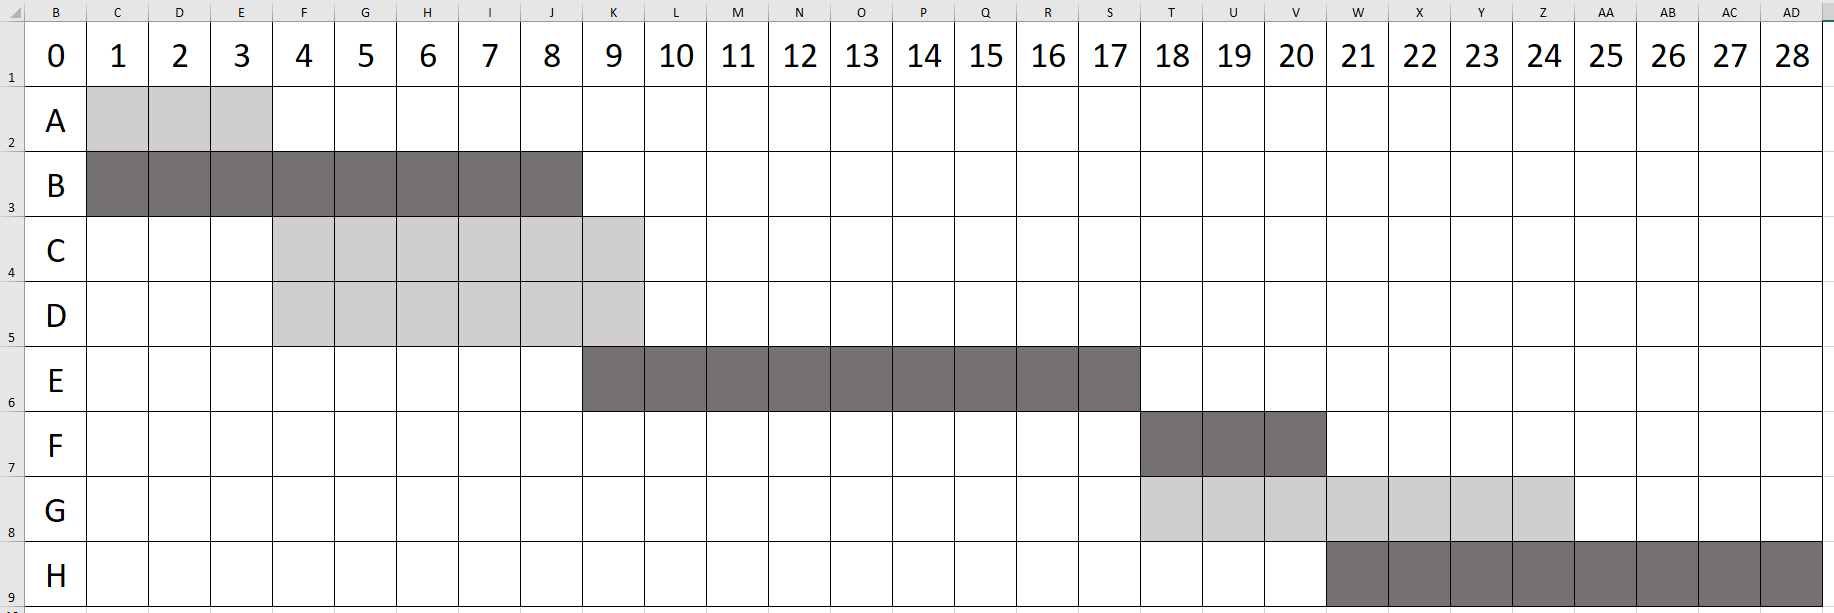 B C D E F G H I J K L M N O P Q R S T U V W X Y Z AA AB AC AD
1 0 1 2 3 4 5 6 7 8 9 10 11 12 13 14 15 16 17 18 19 20 21 22 23 24 25 26 27 28
2 A
3 B
4 C
5 D
6 E
7 F
8 G
9 H